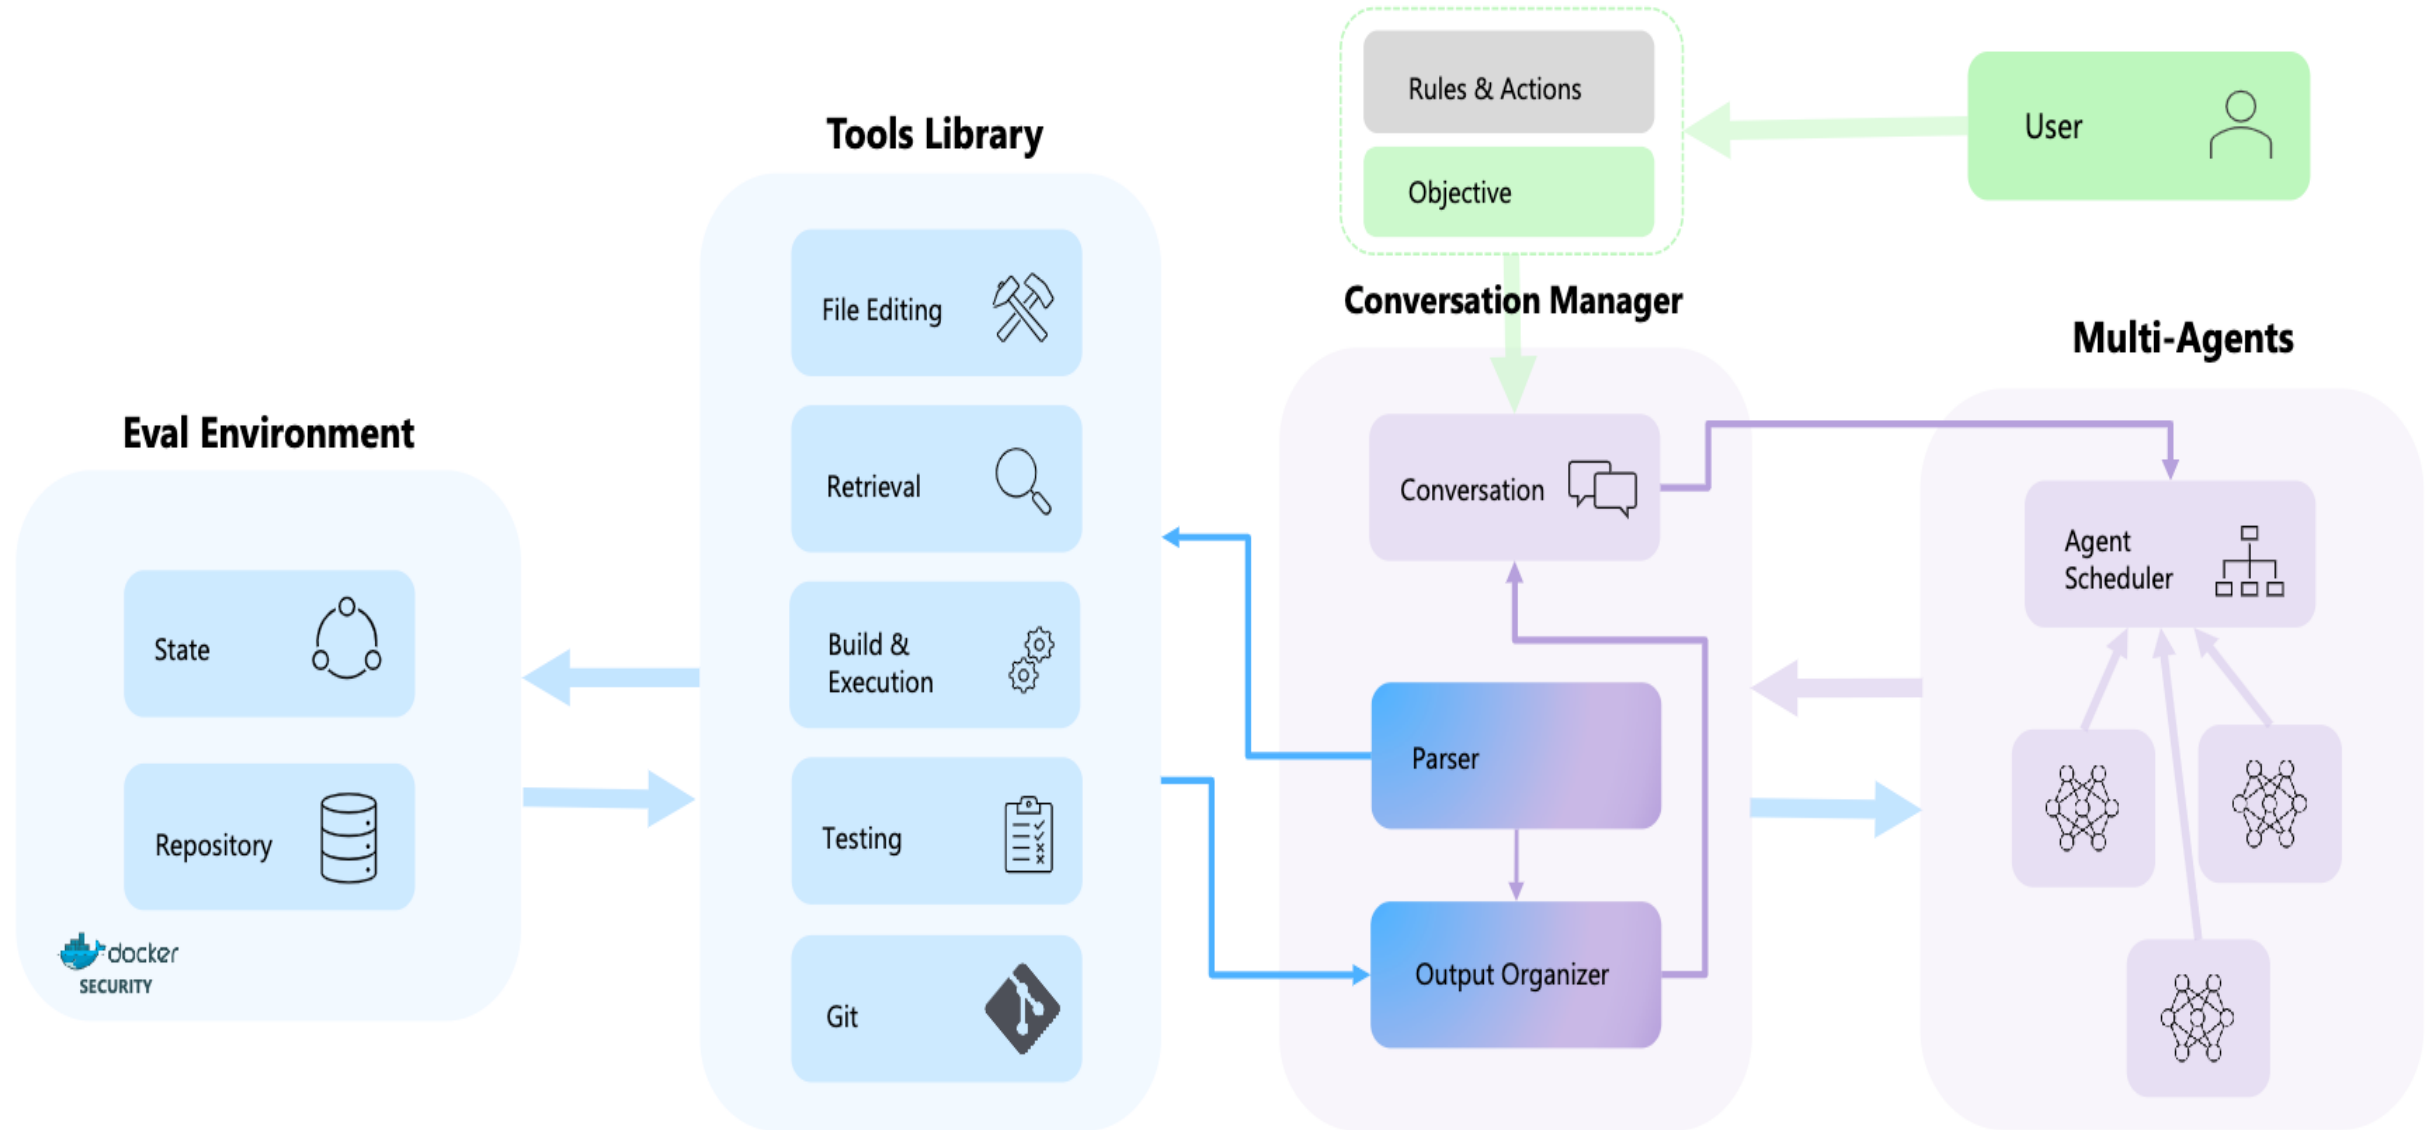 Rules & Actions
Objective
User
Tools Library
File Editing
Retrieval
Build &
Execution
Testing
Git
Eval Environment
State
Repository
docker
SECURITY
Conversation Manager
Conversation
Parser
Output Organizer
Multi-Agents
Agent
Scheduler